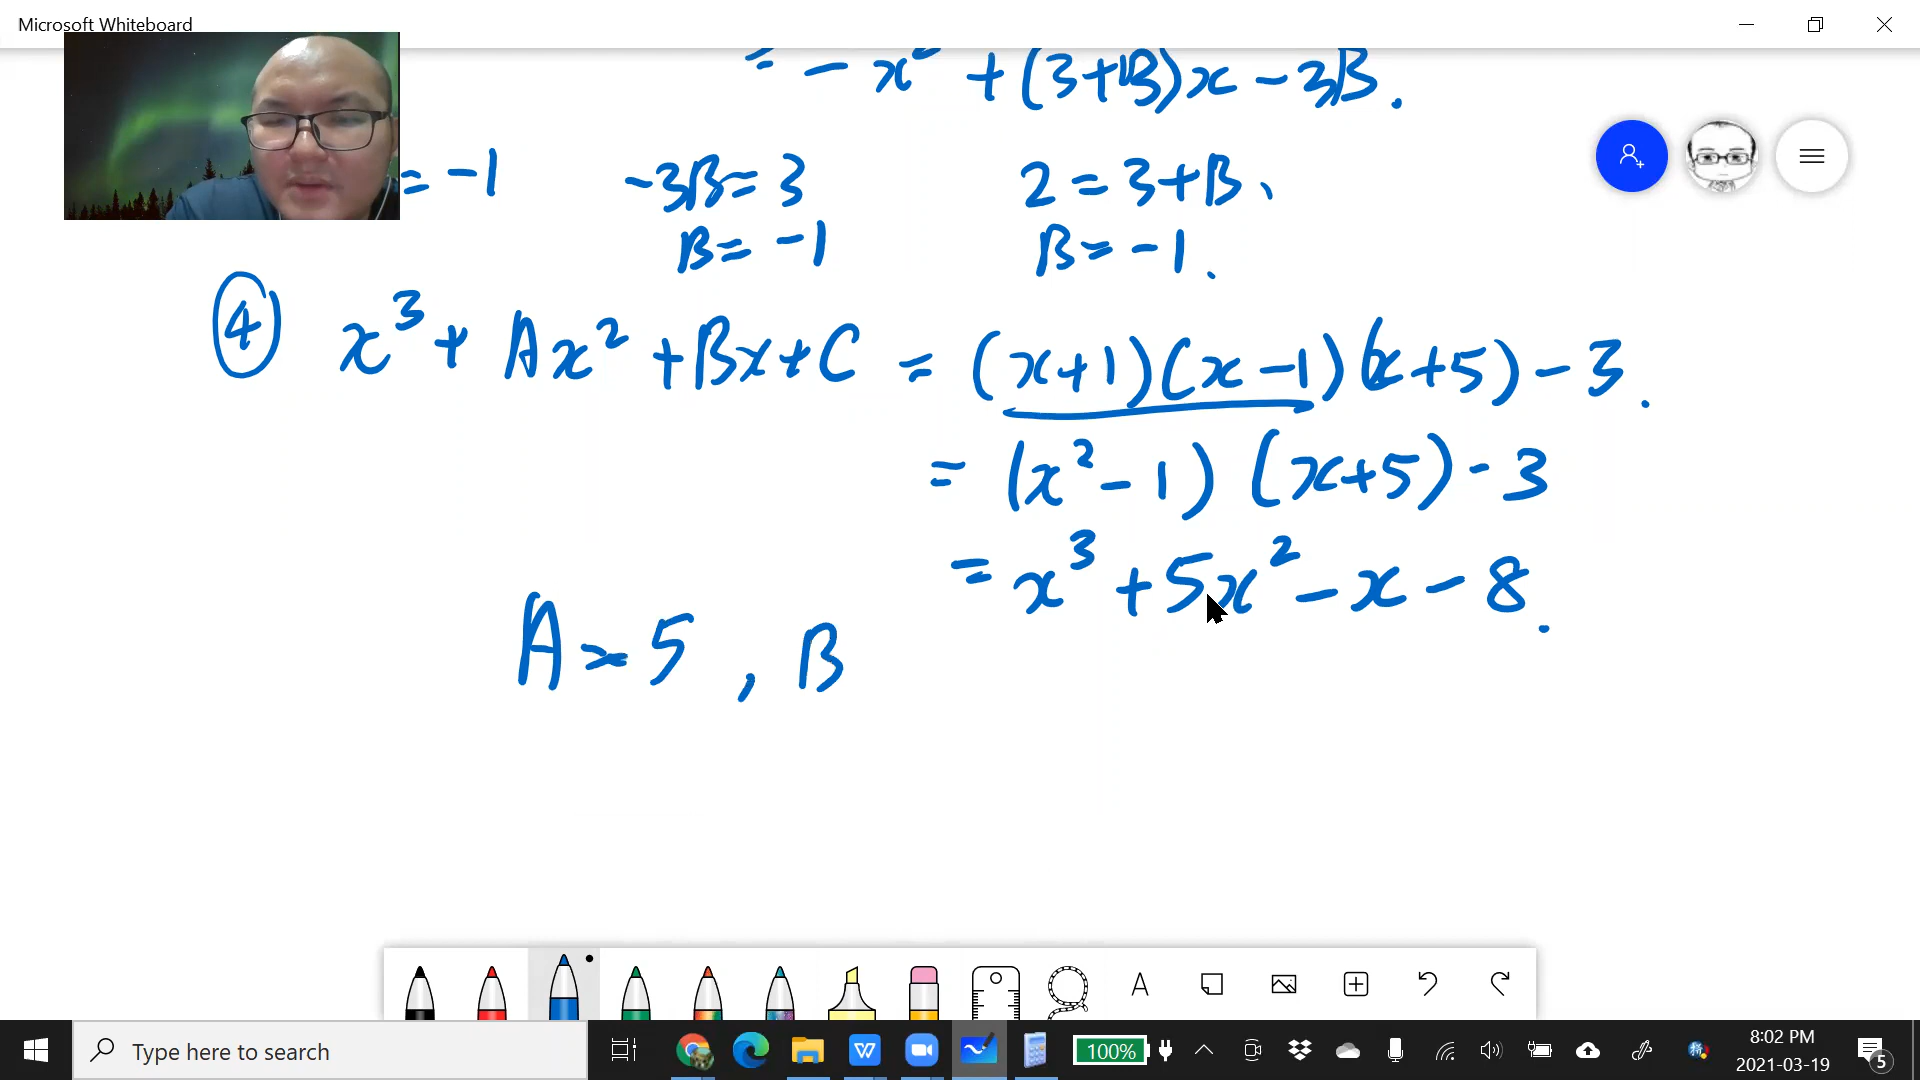 Microsoft Whiteboard
= - x² + (3+B)x - 3B.
= -1
-3B = 3
2 = 3+B,
B = -1
B = -1.
④ x³ + Ax² + Bx + C = (x+1)(x-1)(x+5) - 3.
= (x²-1) (x+5) - 3
= x³ + 5x² - x - 8.
A = 5 , B
A
Type here to search
W
100%
8:02 PM
2021-03-19
5